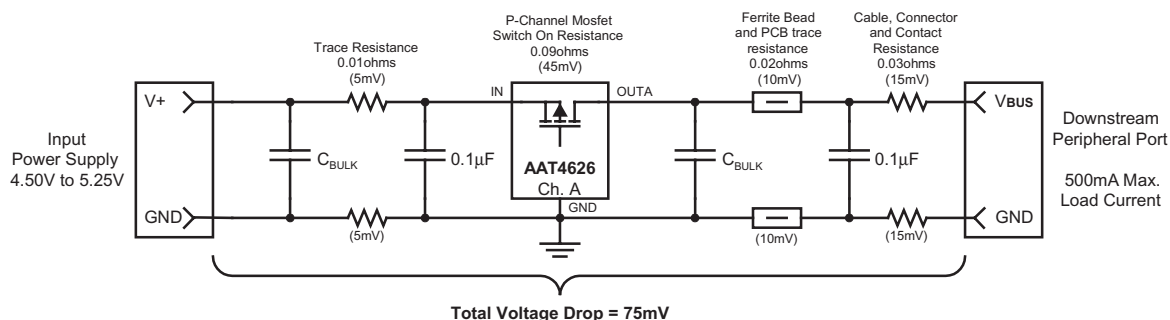 P-Channel Mosfet
Switch On Resistance
0.09ohms
(45mV)
Ferrite Bead
and PCB trace
resistance
0.02ohms
(10mV)
Cable, Connector
and Contact
Resistance
0.03ohms
(15mV)
Trace Resistance
0.01ohms
(5mV)
V+
IN
OUTA
VBUS
Input
Power Supply
4.50V to 5.25V
CBULK
0.1μF
AAT4626
Ch. A
CBULK
0.1μF
Downstream
Peripheral Port
500mA Max.
Load Current
GND
(5mV)
GND
(10mV)
(15mV)
GND
Total Voltage Drop = 75mV